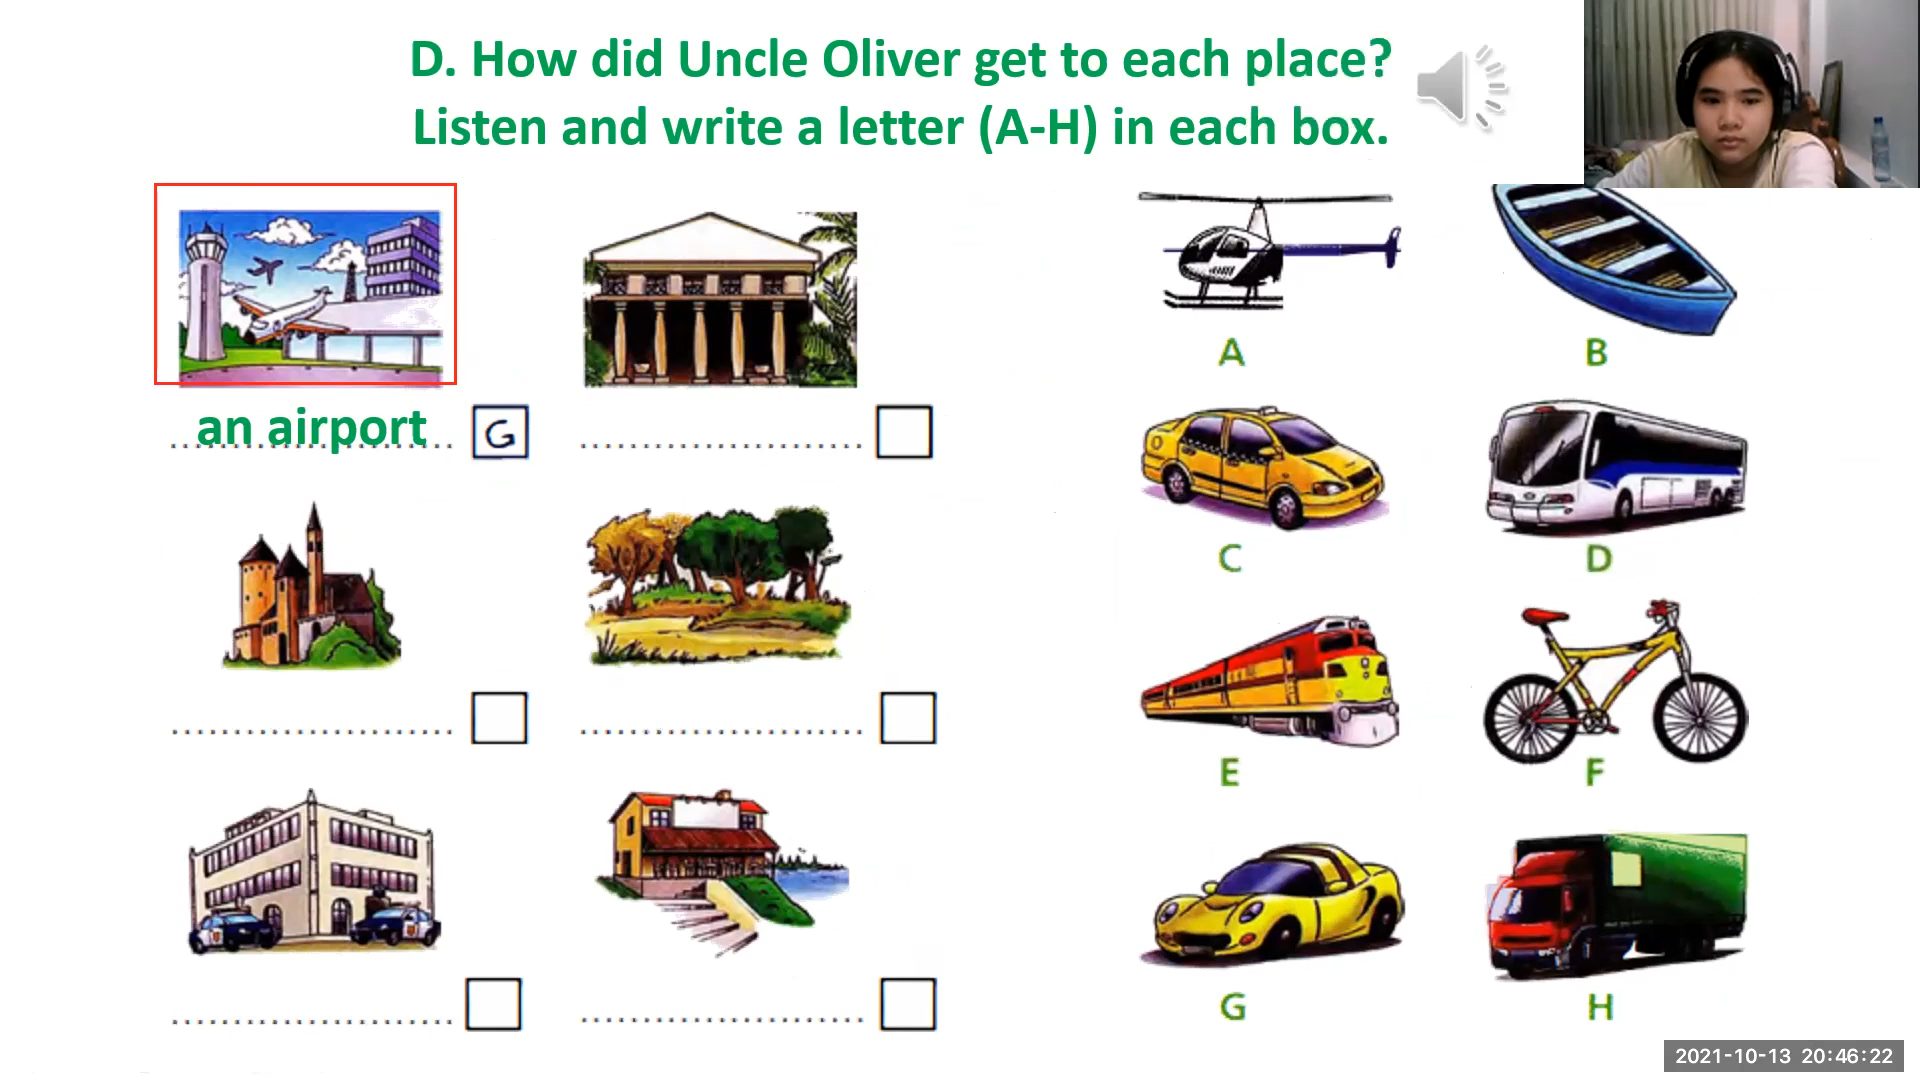 D. How did Uncle Oliver get to each place?
Listen and write a letter (A-H) in each box.
an airport
G
A
B
C
D
E
F
G
H
2021-10-13 20:46:22